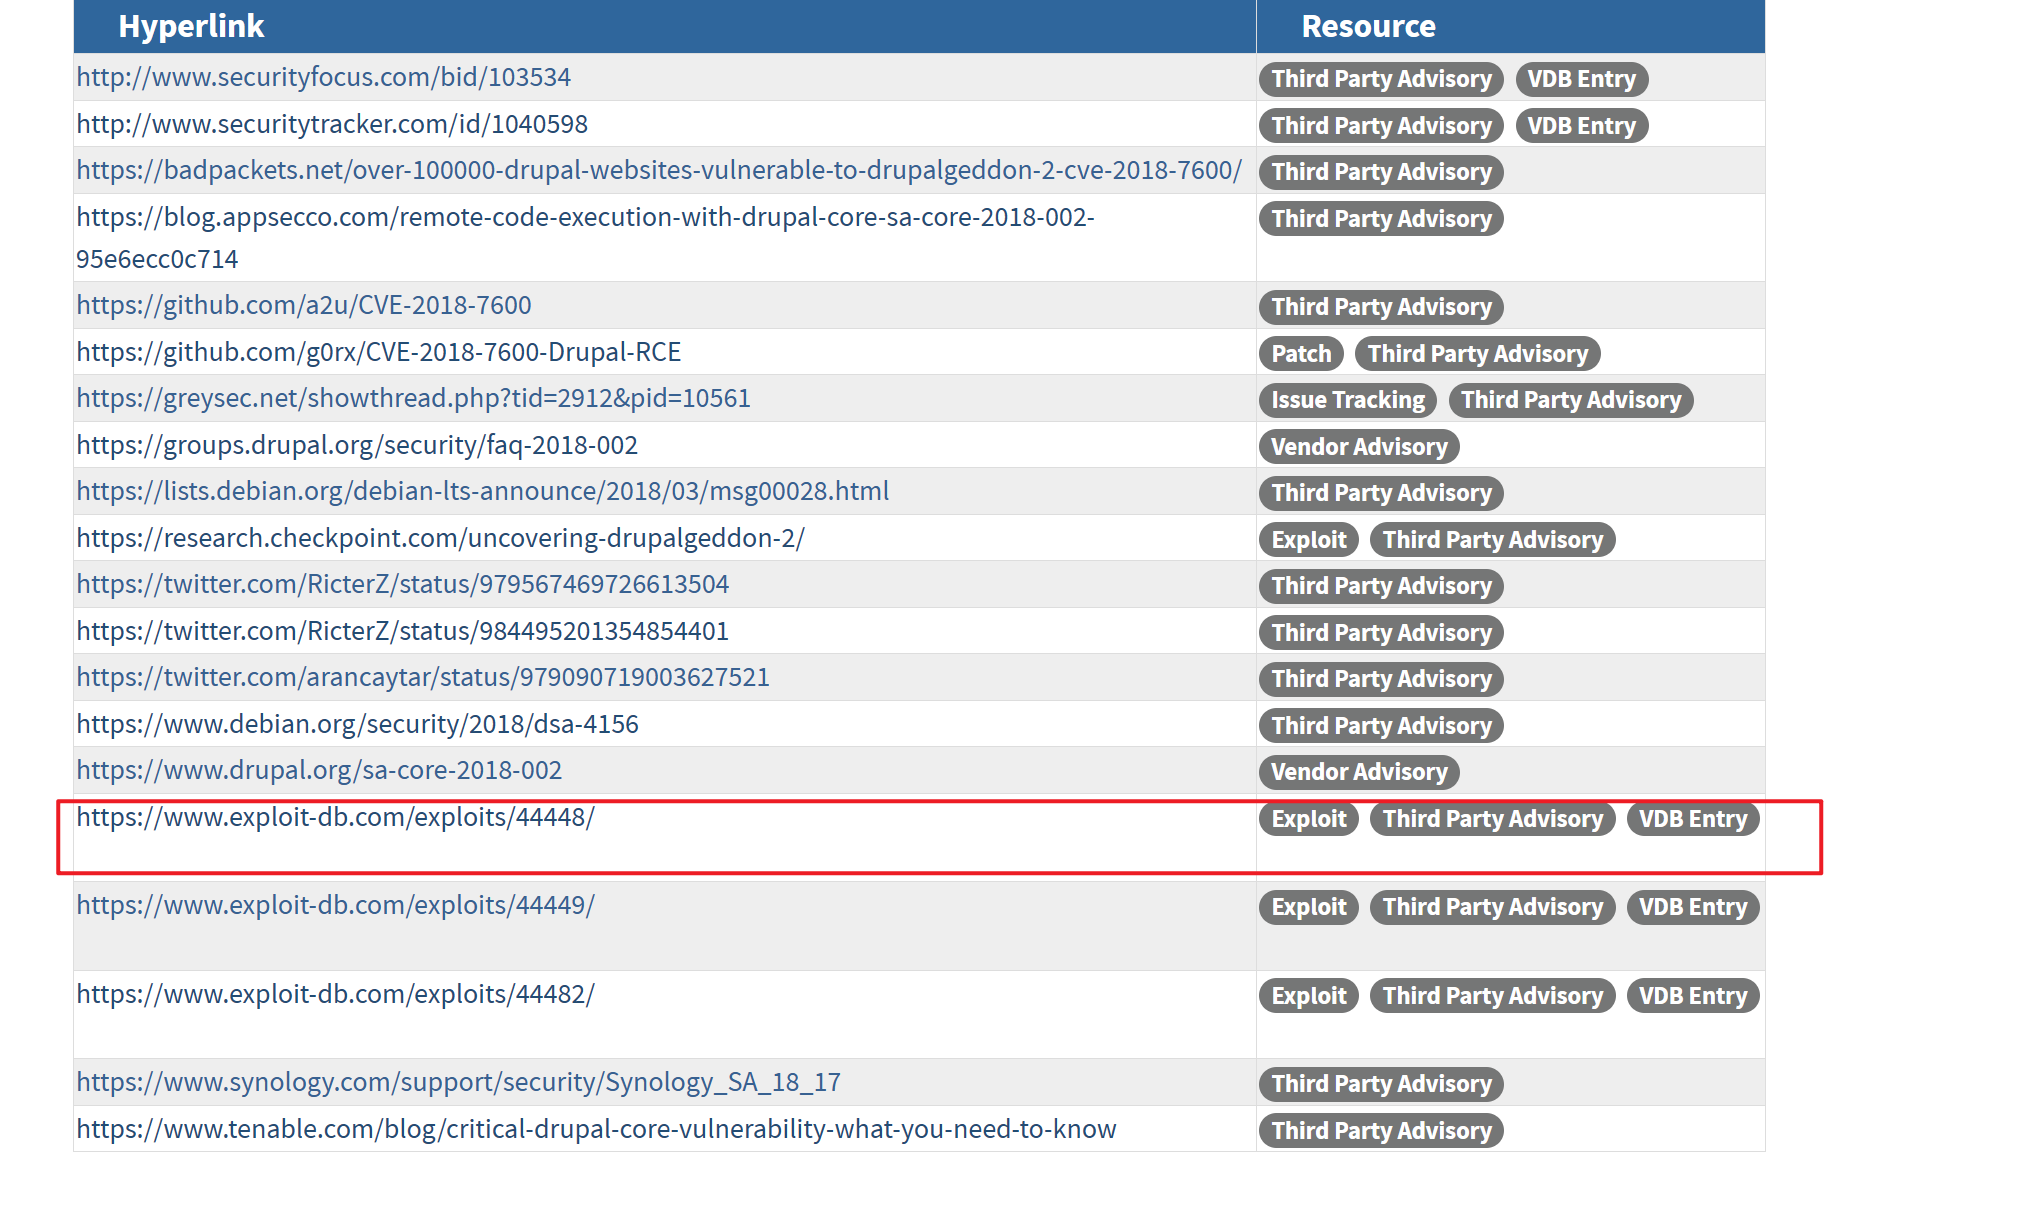 Hyperlink Resource
http://www.securityfocus.com/bid/103534 Third Party Advisory VDB Entry
http://www.securitytracker.com/id/1040598 Third Party Advisory VDB Entry
https://badpackets.net/over-100000-drupal-websites-vulnerable-to-drupalgeddon-2-cve-2018-7600/ Third Party Advisory
https://blog.appsecco.com/remote-code-execution-with-drupal-core-sa-core-2018-002- Third Party Advisory
95e6ecc0c714
https://github.com/a2u/CVE-2018-7600 Third Party Advisory
https://github.com/g0rx/CVE-2018-7600-Drupal-RCE Patch Third Party Advisory
https://greysec.net/showthread.php?tid=2912&pid=10561 Issue Tracking Third Party Advisory
https://groups.drupal.org/security/faq-2018-002 Vendor Advisory
https://lists.debian.org/debian-lts-announce/2018/03/msg00028.html Third Party Advisory
https://research.checkpoint.com/uncovering-drupalgeddon-2/ Exploit Third Party Advisory
https://twitter.com/RicterZ/status/979567469726613504 Third Party Advisory
https://twitter.com/RicterZ/status/984495201354854401 Third Party Advisory
https://twitter.com/arancaytar/status/979090719003627521 Third Party Advisory
https://www.debian.org/security/2018/dsa-4156 Third Party Advisory
https://www.drupal.org/sa-core-2018-002 Vendor Advisory
https://www.exploit-db.com/exploits/44448/ Exploit Third Party Advisory VDB Entry
https://www.exploit-db.com/exploits/44449/ Exploit Third Party Advisory VDB Entry
https://www.exploit-db.com/exploits/44482/ Exploit Third Party Advisory VDB Entry
https://www.synology.com/support/security/Synology_SA_18_17 Third Party Advisory
https://www.tenable.com/blog/critical-drupal-core-vulnerability-what-you-need-to-know Third Party Advisory